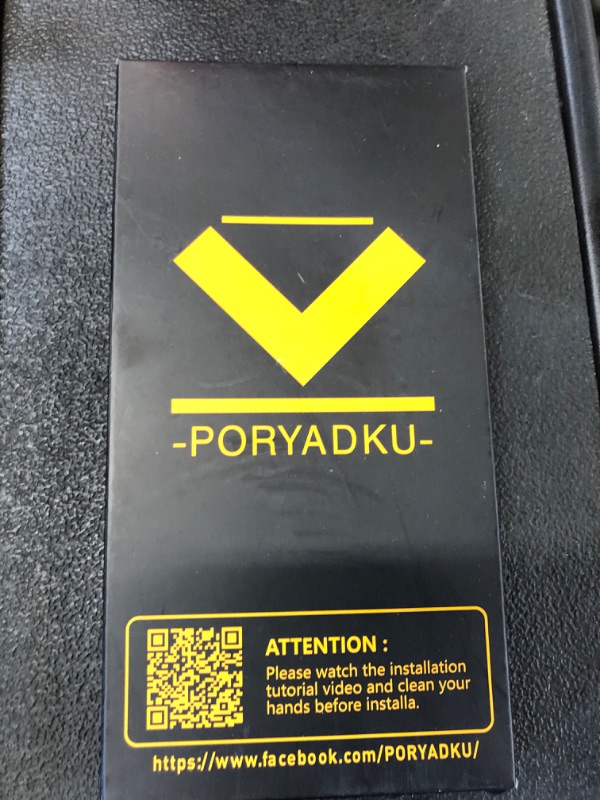 -PORYADKU-
ATTENTION :
Please watch the installation
tutorial video and clean your
hands before installa.
https://www.facebook.com/PORYADKU/